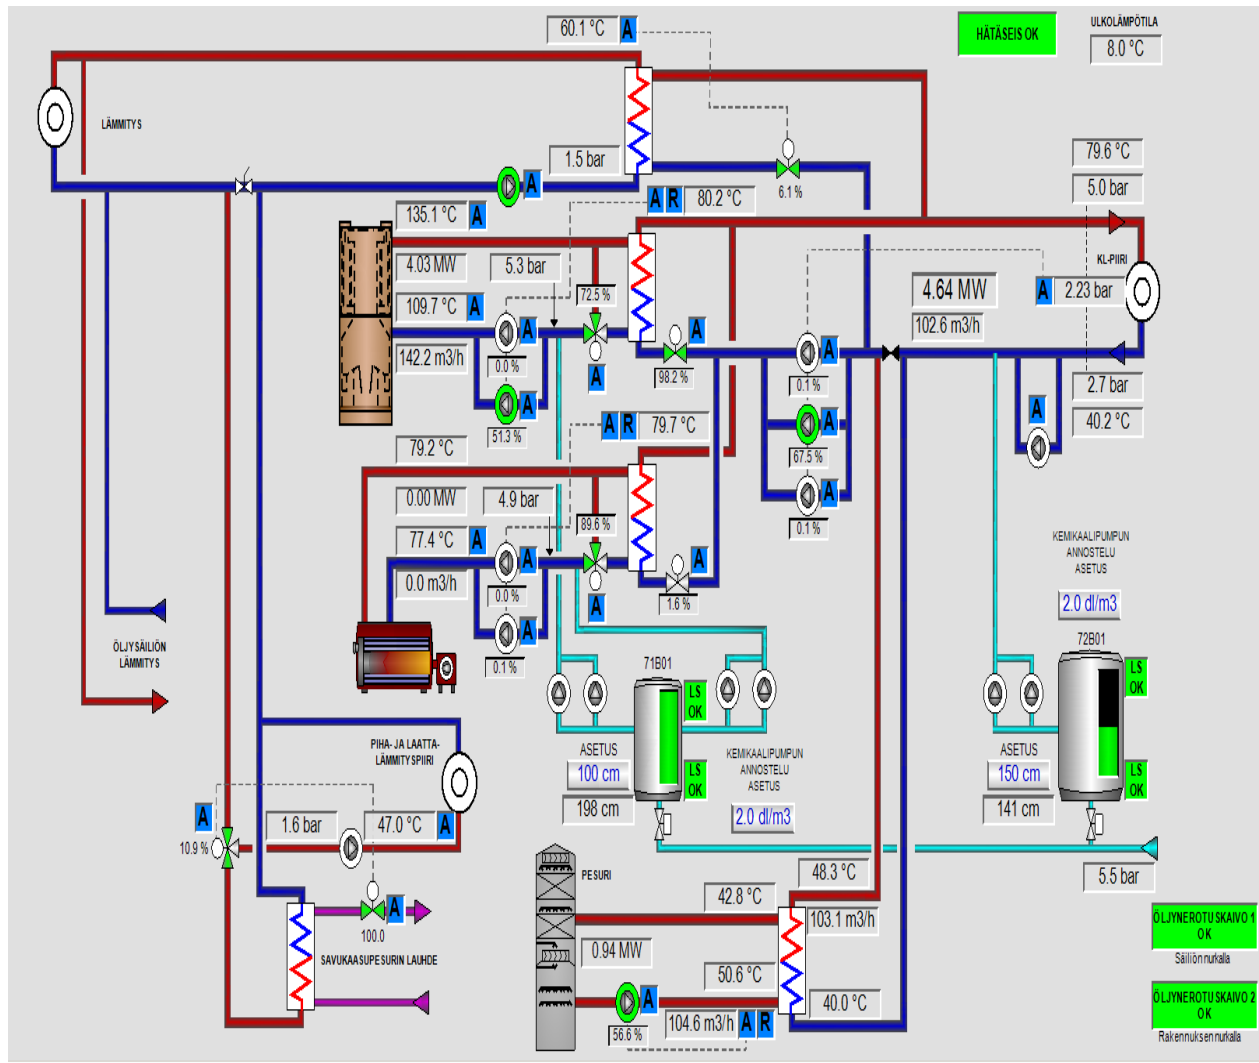 60.1 °C A
HÄTÄSEIS OK
ULKOLÄMPÖTILA
8.0 °C
LÄMMITYS
1.5 bar
A
6.1 %
79.6 °C
5.0 bar
A R 80.2 °C
135.1 °C A
4.03 MW
5.3 bar
109.7 °C A
72.5 %
KL-PIIRI
4.64 MW
A 2.23 bar
102.6 m3/h
142.2 m3/h
A
0.0 %
A
A
98.2 %
A
0.1 %
2.7 bar
40.2 °C
A
51.3 %
A
67.5 %
A
A R 79.7 °C
79.2 °C
0.00 MW
4.9 bar
89.6 %
A
0.1 %
77.4 °C A
0.0 m3/h
A
0.0 %
A
A
1.6 %
A
0.1 %
KEMIKAALIPUMPUN
ANNOSTELU
ASETUS
2.0 dl/m3
ÖLJYSÄILIÖN
LÄMMITYS
71B01
LS
OK
LS
OK
72B01
LS
OK
LS
OK
PIHA- JA LAATTA-
LÄMMITYSPIIRI
ASETUS
100 cm
198 cm
KEMIKAALIPUMPUN
ANNOSTELU
ASETUS
2.0 dl/m3
ASETUS
150 cm
141 cm
A
10.9 %
1.6 bar
47.0 °C A
PESURI
48.3 °C
5.5 bar
42.8 °C
103.1 m3/h
A
100.0
SAVUKAASUPESURIN LAUHDE
0.94 MW
50.6 °C
40.0 °C
A
56.6 %
104.6 m3/h A R
ÖLJYNEROTUSKAIVO 1
OK
Säiliön nurkalla
ÖLJYNEROTUSKAIVO 2
OK
Rakennuksen nurkalla